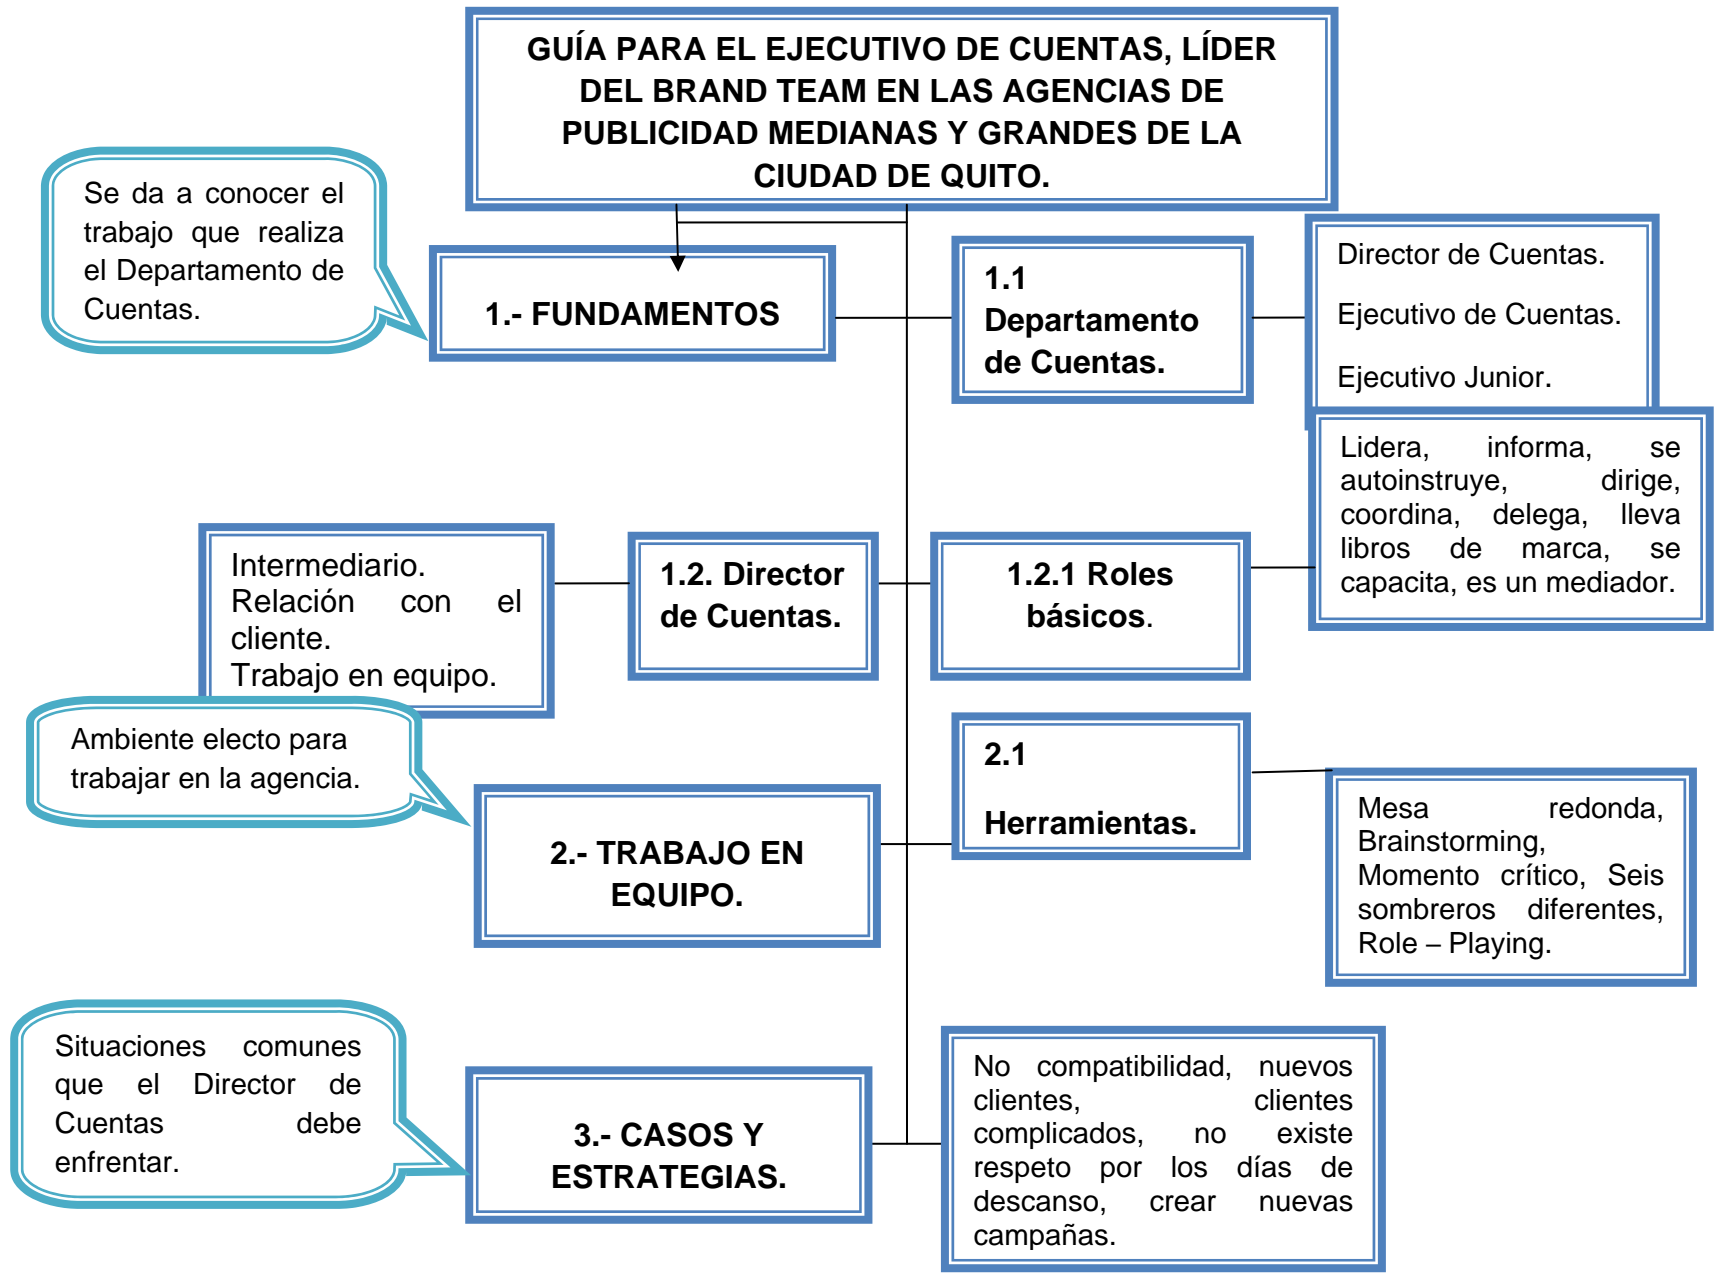 GUÍA PARA EL EJECUTIVO DE CUENTAS, LÍDER
DEL BRAND TEAM EN LAS AGENCIAS DE
PUBLICIDAD MEDIANAS Y GRANDES DE LA
CIUDAD DE QUITO.
Se da a conocer el
trabajo que realiza
el Departamento de
Cuentas.
1.- FUNDAMENTOS
1.1
Departamento
de Cuentas.
Director de Cuentas.
Ejecutivo de Cuentas.
Ejecutivo Junior.
Intermediario.
Relación con el
cliente.
Trabajo en equipo.
1.2. Director
de Cuentas.
1.2.1 Roles
básicos.
Lidera, informa, se
autoinstruye, dirige,
coordina, delega, lleva
libros de marca, se
capacita, es un mediador.
Ambiente electo para
trabajar en la agencia.
2.- TRABAJO EN
EQUIPO.
2.1
Herramientas.
Mesa redonda,
Brainstorming,
Momento crítico, Seis
sombreros diferentes,
Role – Playing.
Situaciones comunes
que el Director de
Cuentas debe
enfrentar.
3.- CASOS Y
ESTRATEGIAS.
No compatibilidad, nuevos
clientes, clientes
complicados, no existe
respeto por los días de
descanso, crear nuevas
campañas.